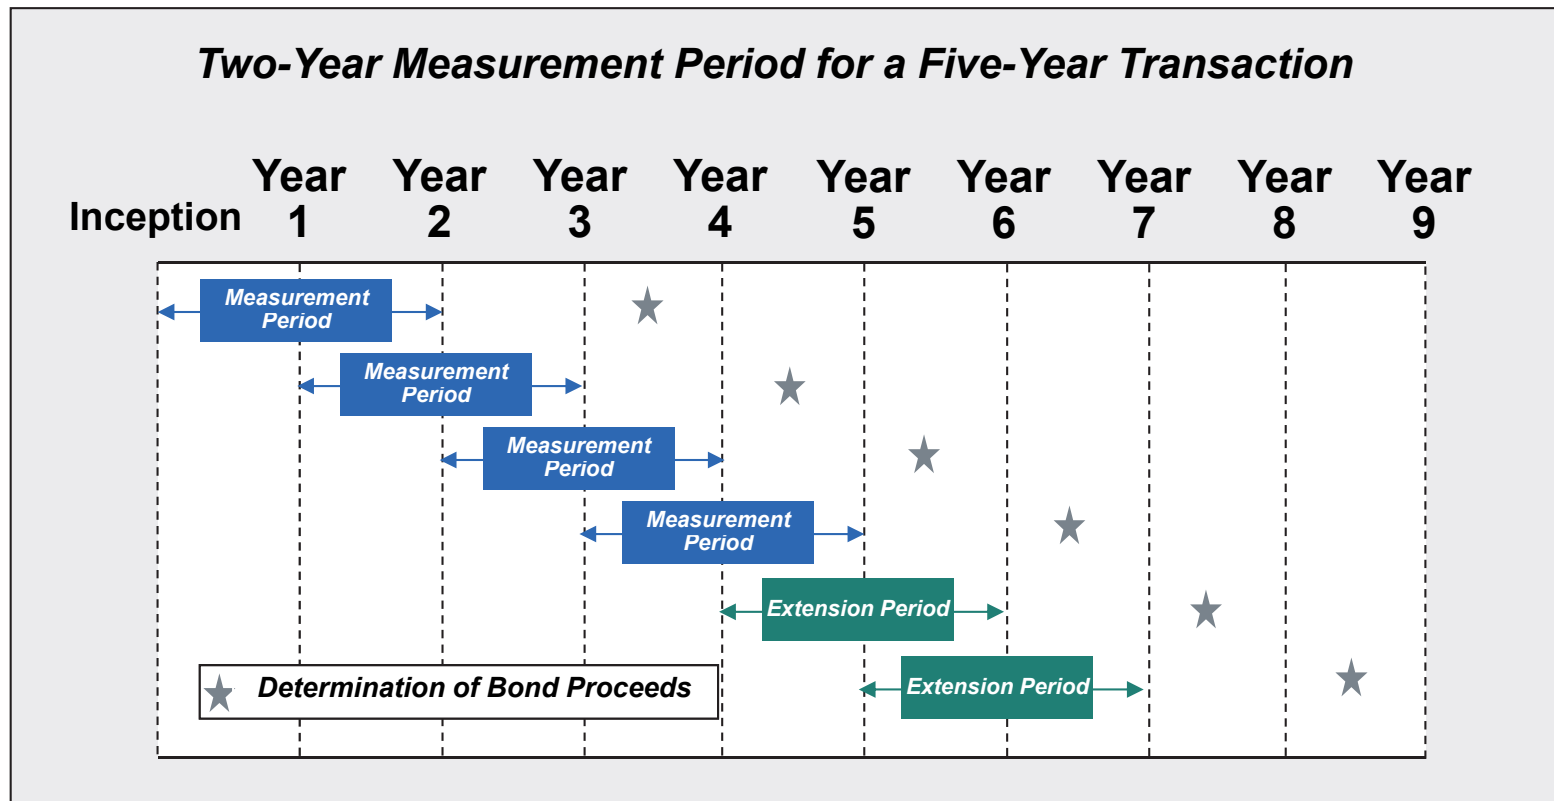 Two-Year Measurement Period for a Five-Year Transaction
Year Year Year Year Year Year Year Year Year
Inception 1 2 3 4 5 6 7 8 9
Measurement
Period
Measurement
Period
Measurement
Period
Measurement
Period
Extension Period
Extension Period
Determination of Bond Proceeds